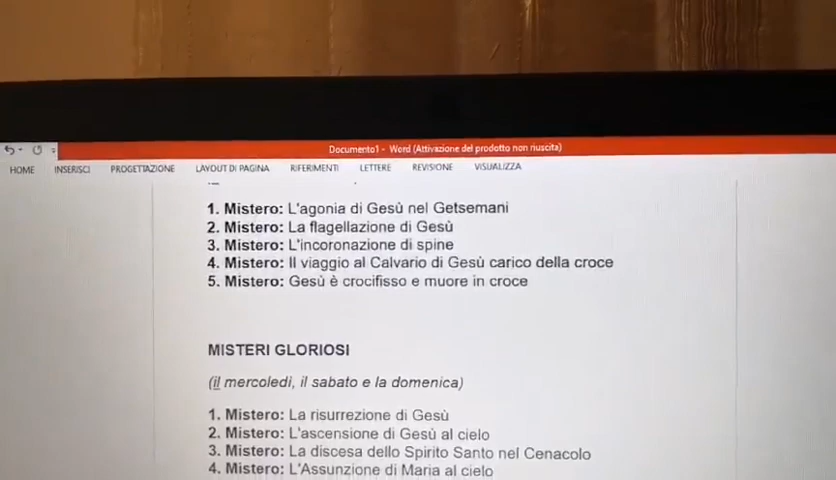 Documento1 - Word (Attivazione del prodotto non riuscita)
HOME INSERISCI PROGETTAZIONE LAYOUT DI PAGINA RIFERIMENTI LETTERE REVISIONE VISUALIZZA
1. Mistero: L'agonia di Gesù nel Getsemani
2. Mistero: La flagellazione di Gesù
3. Mistero: L'incoronazione di spine
4. Mistero: Il viaggio al Calvario di Gesù carico della croce
5. Mistero: Gesù è crocifisso e muore in croce
MISTERI GLORIOSI
(il mercoledì, il sabato e la domenica)
1. Mistero: La risurrezione di Gesù
2. Mistero: L'ascensione di Gesù al cielo
3. Mistero: La discesa dello Spirito Santo nel Cenacolo
4. Mistero: L'Assunzione di Maria al cielo